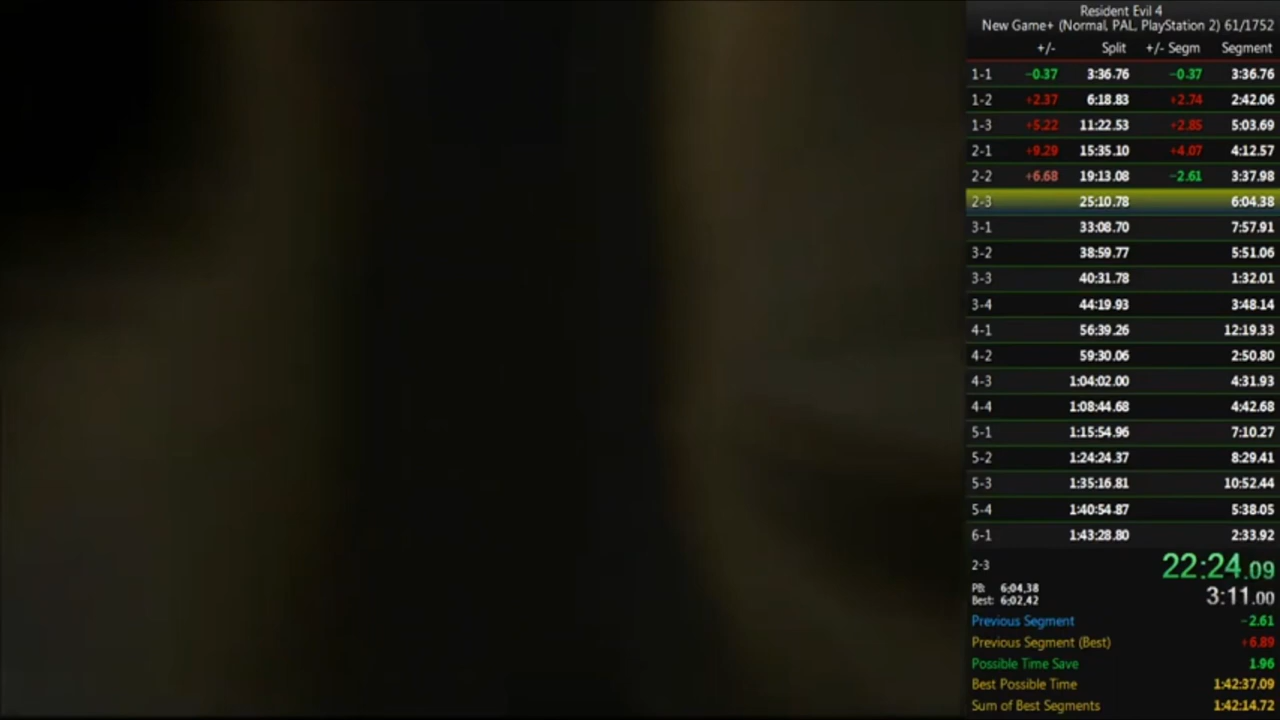 Resident Evil 4
New Game+ (Normal, PAL, PlayStation 2) 61/1752
+/- Split +/- Segm Segment
1-1 -0.37 3:36.76 -0.37 3:36.76
1-2 +2.37 6:18.83 +2.74 2:42.06
1-3 +5.22 11:22.53 +2.85 5:03.69
2-1 +9.29 15:35.10 +4.07 4:12.57
2-2 +6.68 19:13.08 -2.61 3:37.98
2-3 25:10.78 6:04.38
3-1 33:08.70 7:57.91
3-2 38:59.77 5:51.06
3-3 40:31.78 1:32.01
3-4 44:19.93 3:48.14
4-1 56:39.26 12:19.33
4-2 59:30.06 2:50.80
4-3 1:04:02.00 4:31.93
4-4 1:08:44.68 4:42.68
5-1 1:15:54.96 7:10.27
5-2 1:24:24.37 8:29.41
5-3 1:35:16.81 10:52.44
5-4 1:40:54.87 5:38.05
6-1 1:43:28.80 2:33.92
2-3 22:24.09
PB: 6:04.38
Best: 6:02.42 3:11.00
Previous Segment -2.61
Previous Segment (Best) +6.89
Possible Time Save 1.96
Best Possible Time 1:42:37.09
Sum of Best Segments 1:42:14.72